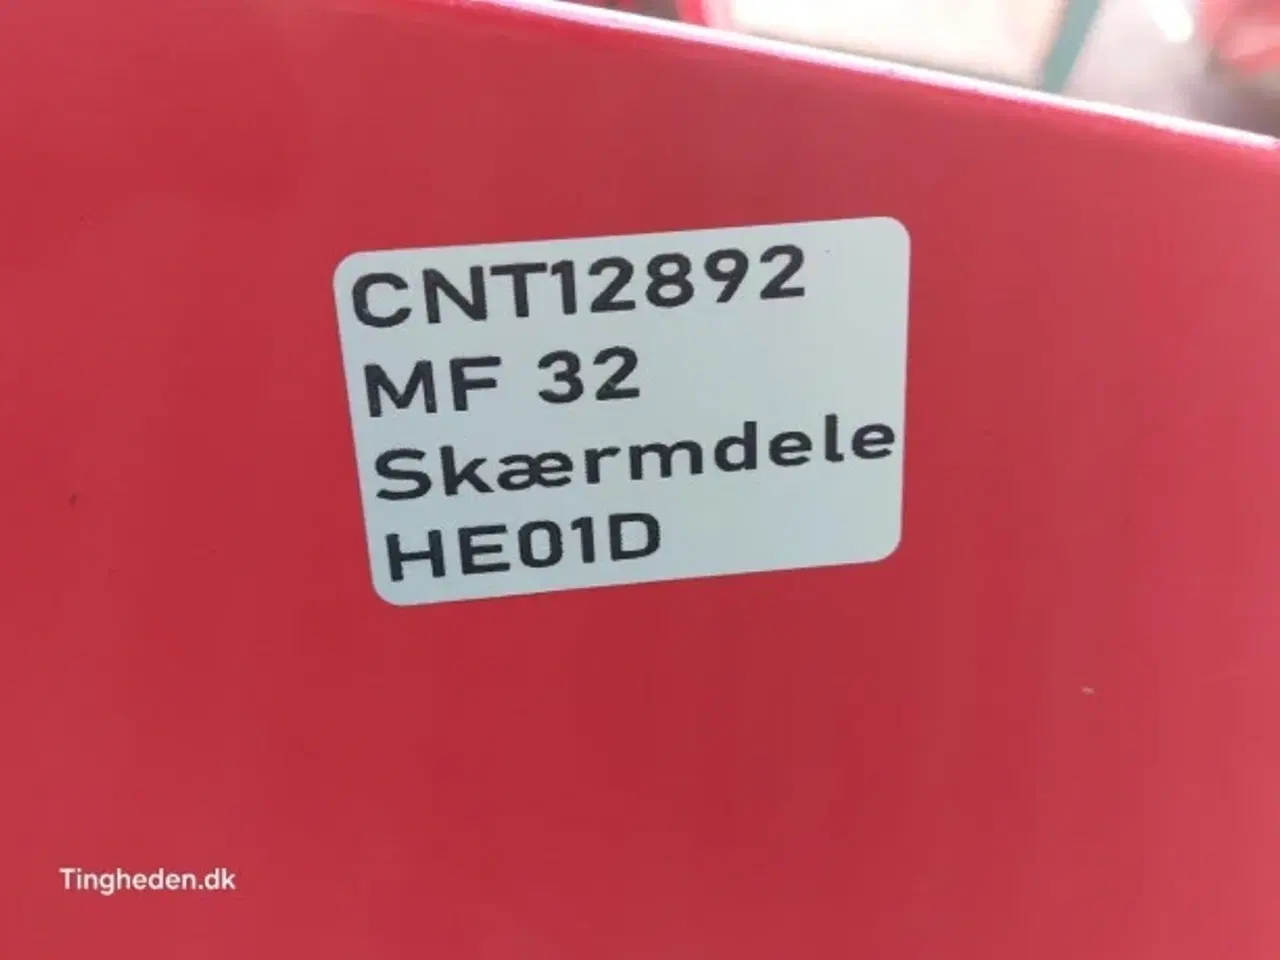 CNT12892
MF 32
Skærmdele
HE01D
Tingheden.dk